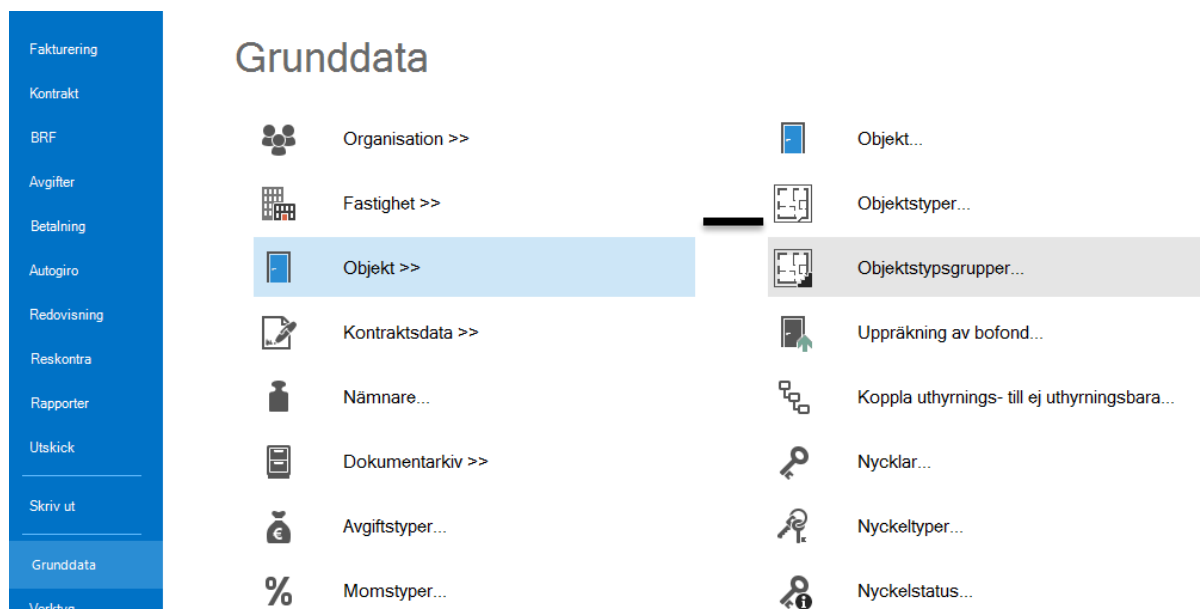 Fakturering
Kontrakt
BRF
Avgifter
Betalning
Autogiro
Redovisning
Reskontra
Rapporter
Utskick
Skriv ut
Grunddata
Verktyg
Grunddata
Organisation >>
Fastighet >>
Objekt >>
Kontraktsdata >>
Nämnare...
Dokumentarkiv >>
Avgiftstyper...
Momstyper...
Objekt...
Objektstyper...
Objektstypsgrupper...
Uppräkning av bofond...
Koppla uthyrnings- till ej uthyrningsbara...
Nycklar...
Nyckeltyper...
Nyckelstatus...